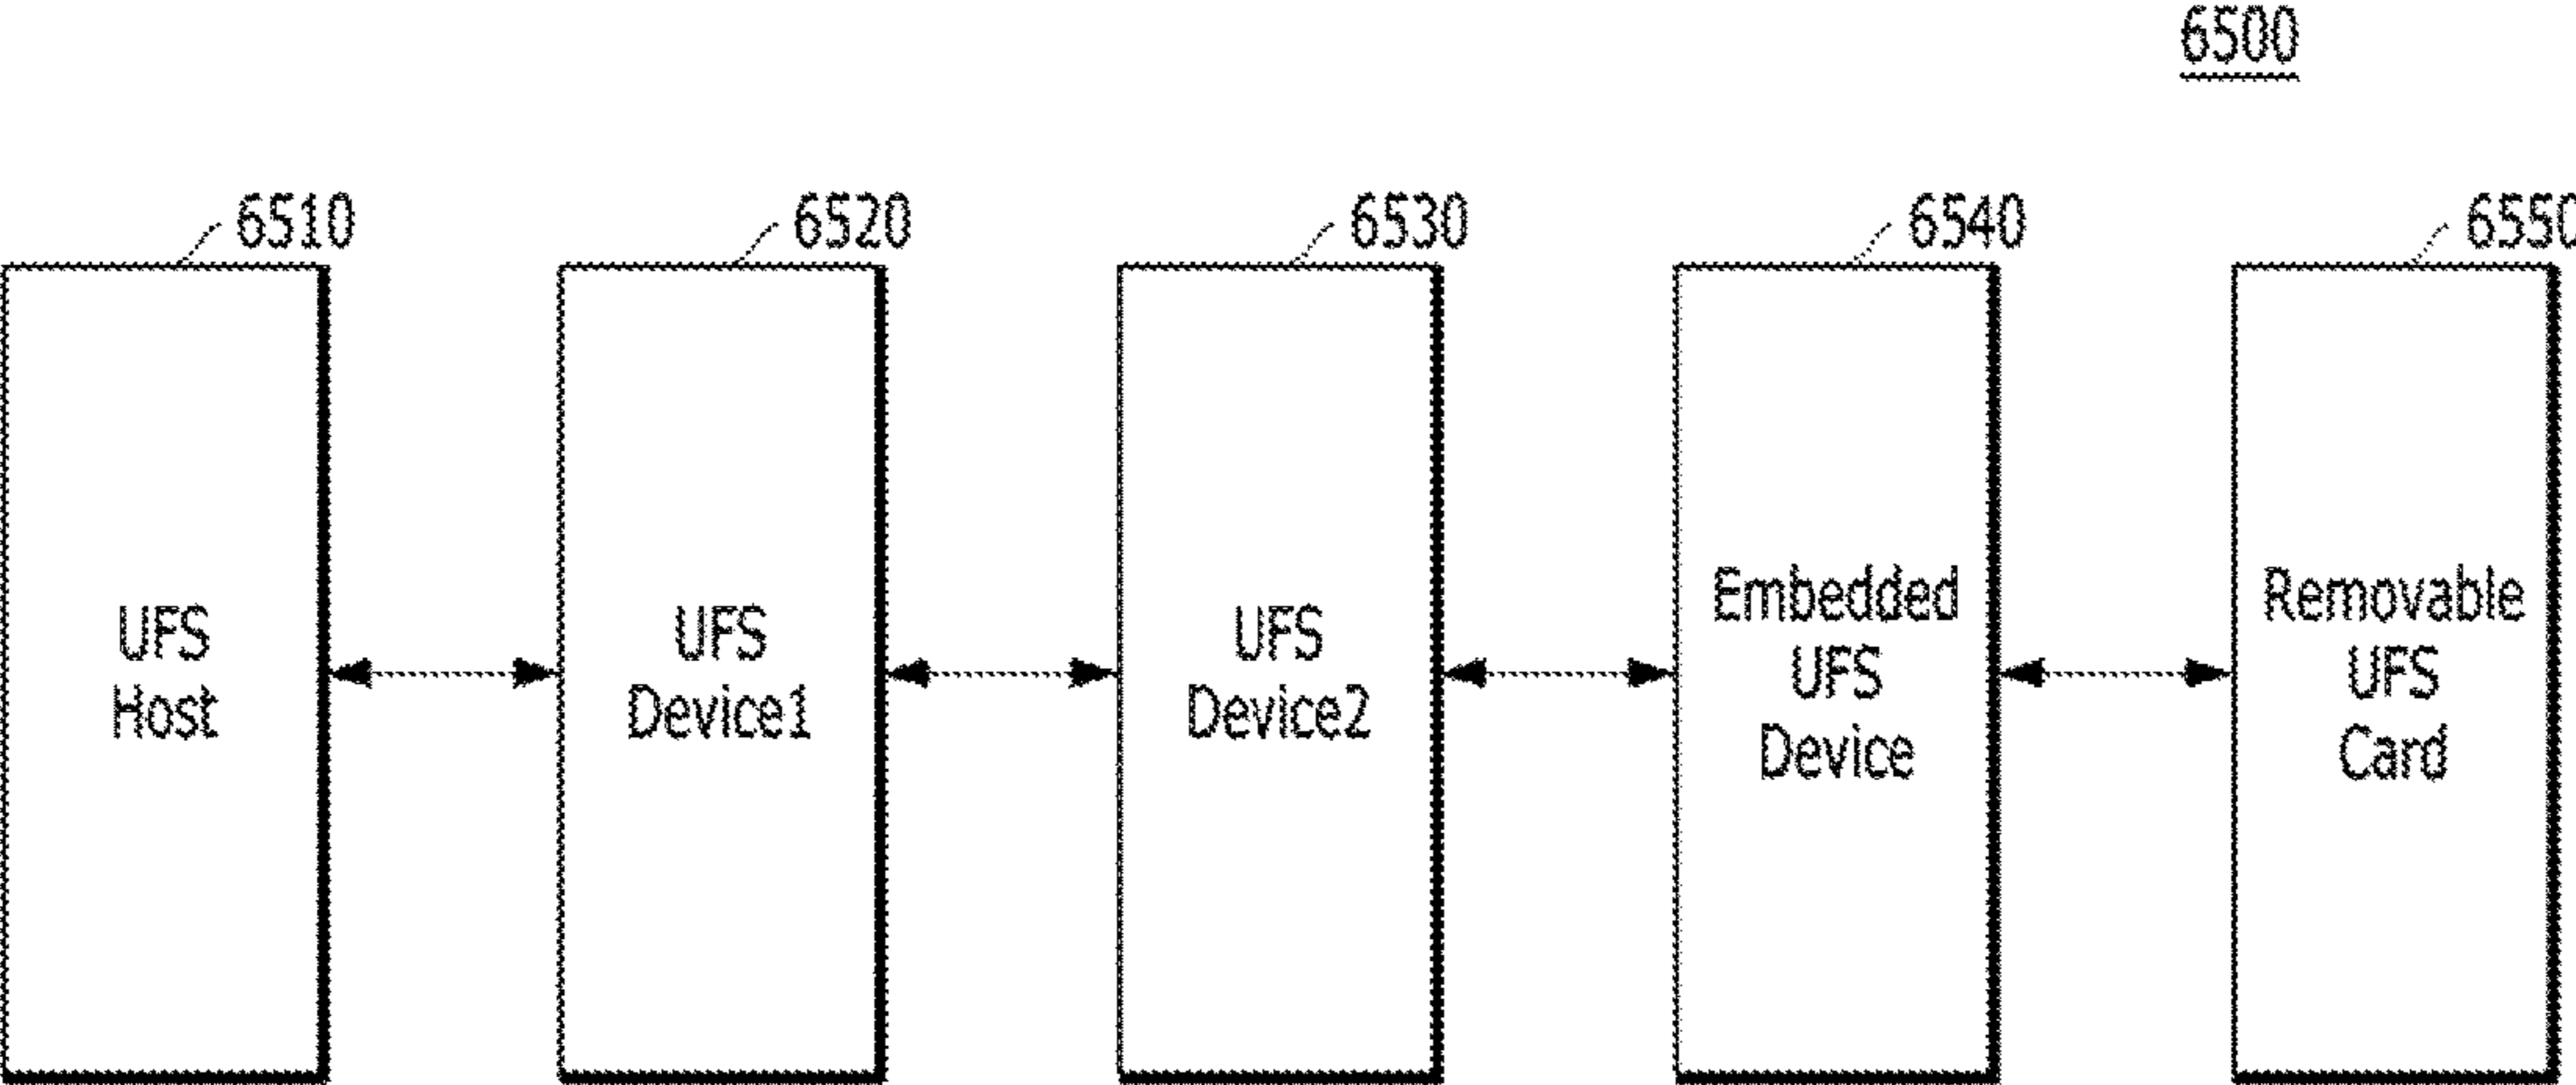 6500
6510
6520
6530
6540
6550
UFS
Host
UFS
Device1
UFS
Device2
Embedded
UFS
Device
Removable
UFS
Card